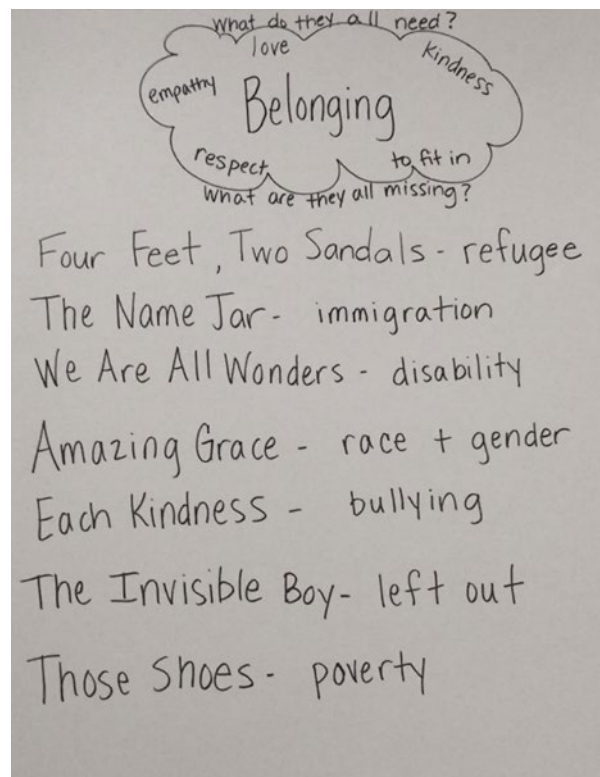 What do they all need?
love
Kindness
empathy
Belonging
respect
to fit in
What are they all missing?
Four Feet, Two Sandals - refugee
The Name Jar - immigration
We Are All Wonders - disability
Amazing Grace - race + gender
Each Kindness - bullying
The Invisible Boy - left out
Those Shoes - poverty